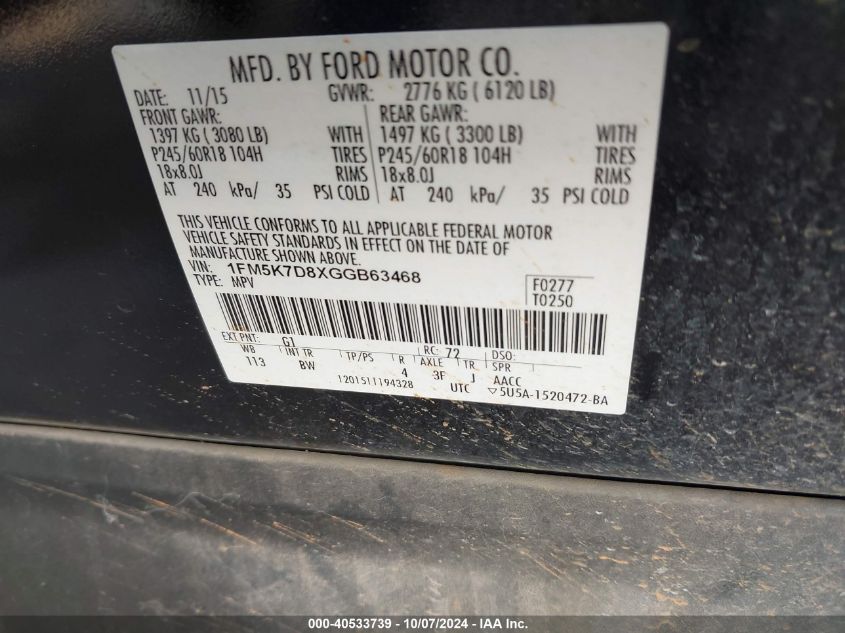 MFD. BY FORD MOTOR CO.
DATE: 11/15 GVWR: 2776 KG ( 6120 LB)
FRONT GAWR: REAR GAWR:
1397 KG ( 3080 LB) WITH 1497 KG ( 3300 LB) WITH
P245/60R18 104H TIRES P245/60R18 104H TIRES
18x8.0J RIMS 18x8.0J RIMS
AT 240 kPa/ 35 PSI COLD AT 240 kPa/ 35 PSI COLD
THIS VEHICLE CONFORMS TO ALL APPLICABLE FEDERAL MOTOR
VEHICLE SAFETY STANDARDS IN EFFECT ON THE DATE OF
MANUFACTURE SHOWN ABOVE.
VIN: 1FM5K7D8XGGB63468
TYPE: MPV
F0277
T0250
EXT PNT: G1 RC: 72 DSO:
WB INT TR TP/PS R AXLE TR SPR
113 BW 4 3F J AACC
1201511194328 UTC ▽5U5A-1520472-BA
000-40533739 - 10/07/2024 - IAA Inc.